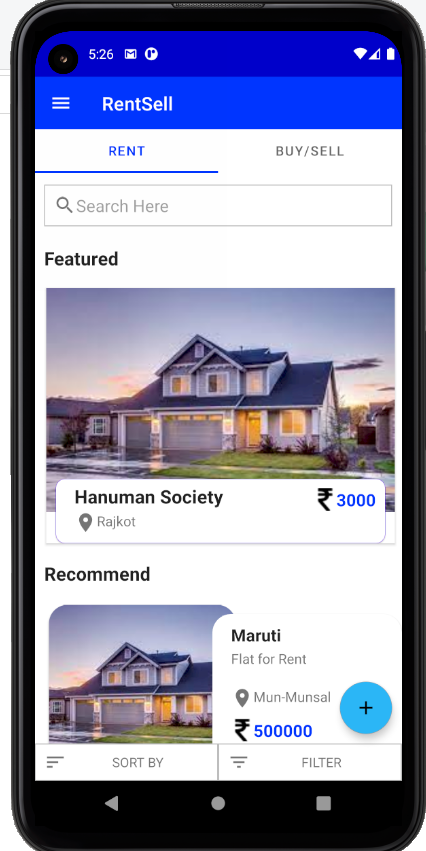 5:26
RentSell
RENT
BUY/SELL
Search Here
Featured
Hanuman Society
₹ 3000
Rajkot
Recommend
Maruti
Flat for Rent
Mun-Munsal
₹ 500000
+
SORT BY
FILTER